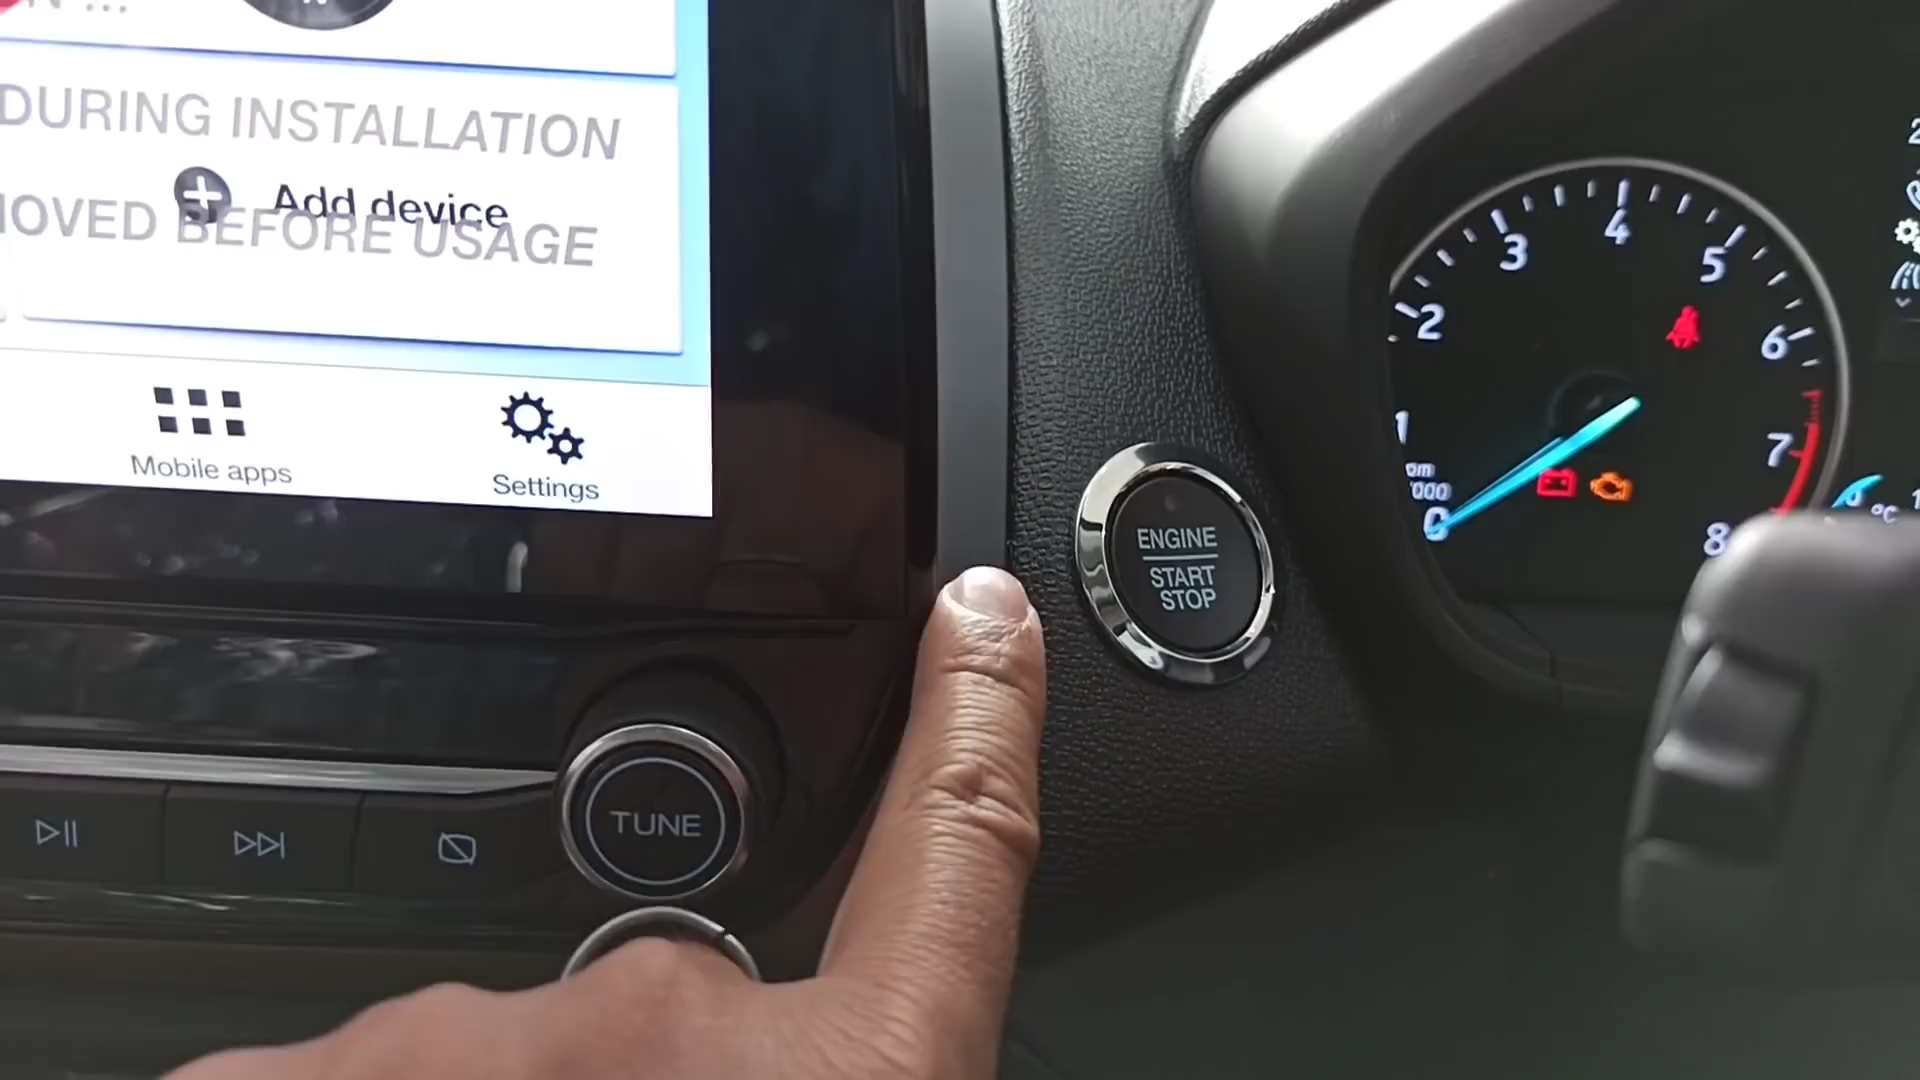 DURING INSTALLATION
Add device
BEFORE USAGE
Mobile apps
Settings
ENGINE
START
STOP
TUNE
1
2
3
4
5
6
7
8
0
000
°C